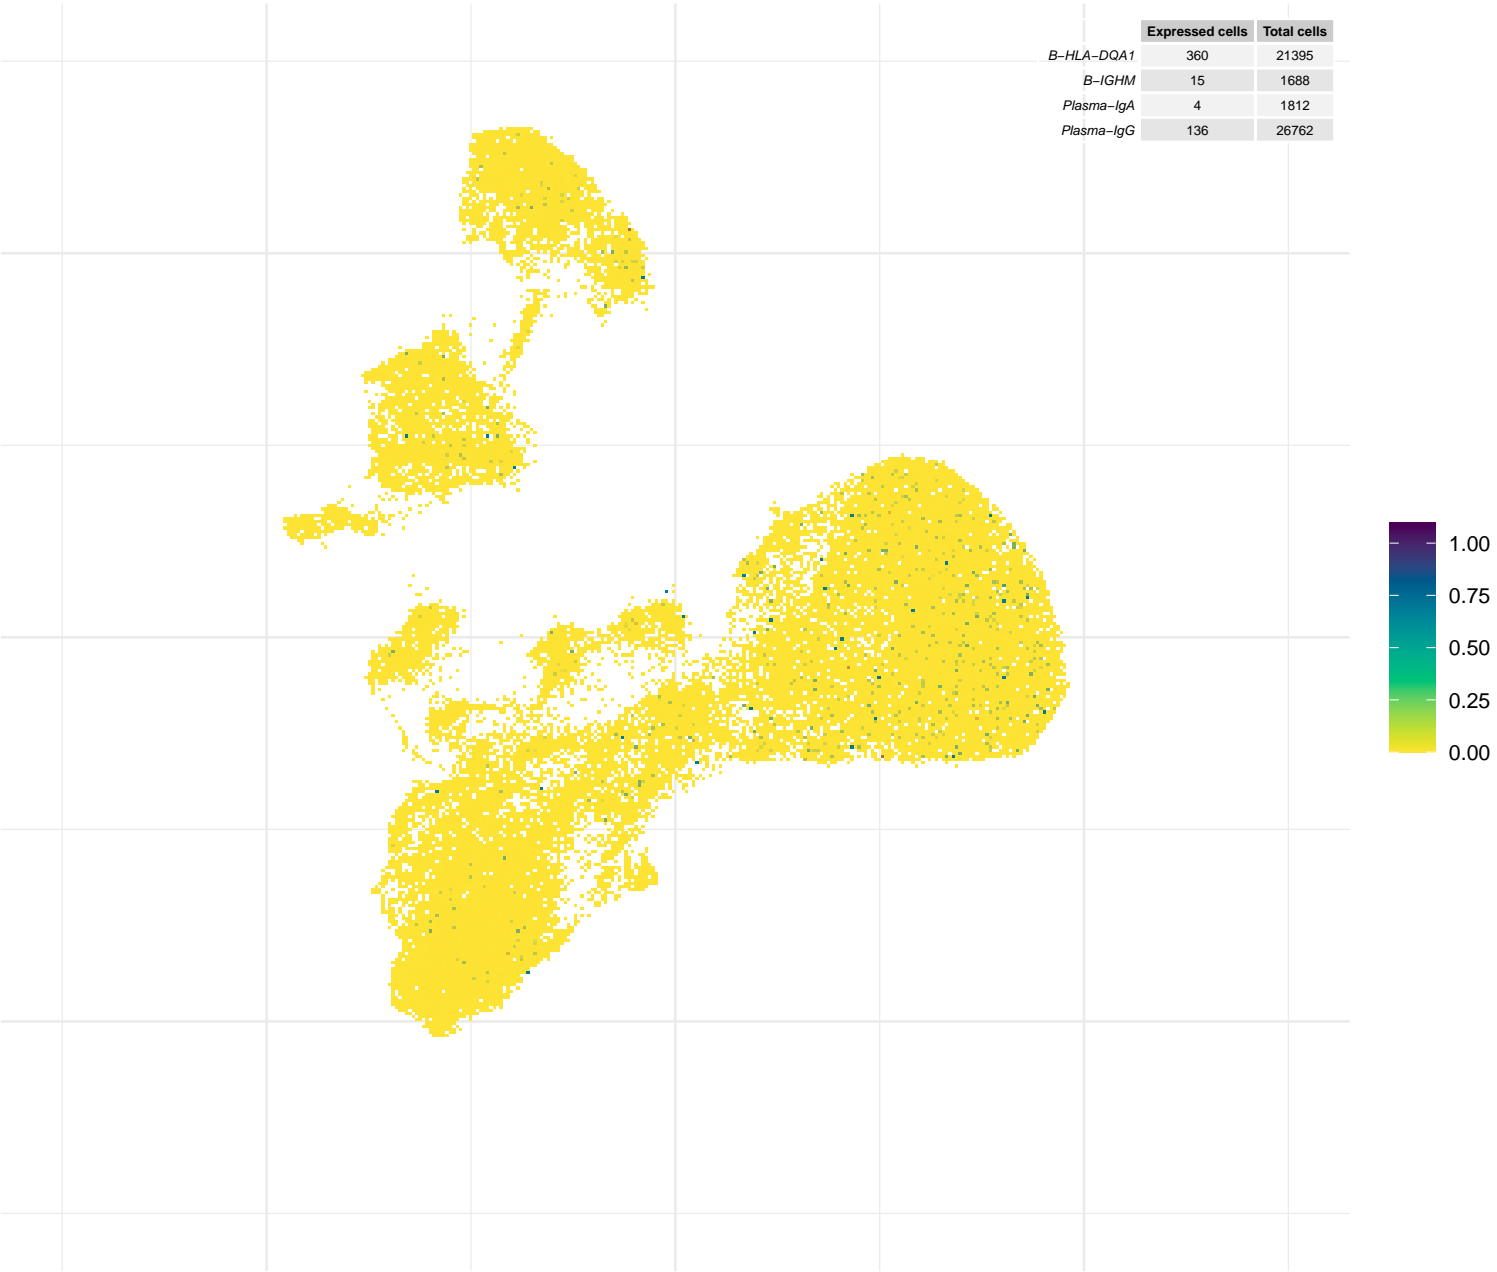 Expressed cells Total cells
B−HLA−DQA1 360 21395
B−IGHM 15 1688
Plasma−IgA 4 1812
Plasma−IgG 136 26762
1.00
0.75
0.50
0.25
0.00